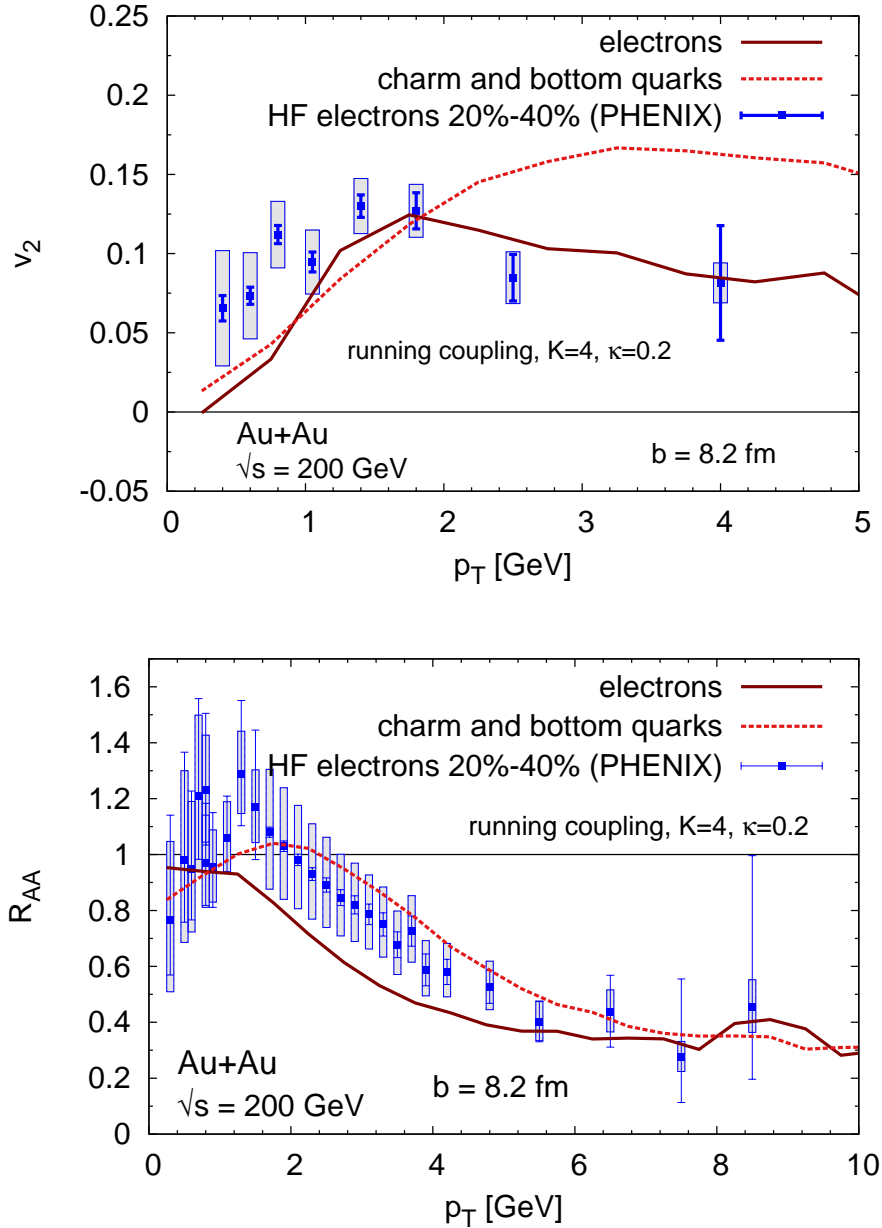 0.25
0.2
0.15
0.1
0.05
0
-0.05
v2
electrons
charm and bottom quarks
HF electrons 20%-40% (PHENIX)
running coupling, K=4, κ=0.2
Au+Au
√s = 200 GeV
b = 8.2 fm
0 1 2 3 4 5
pT [GeV]
1.6
1.4
1.2
1
0.8
0.6
0.4
0.2
0
RAA
electrons
charm and bottom quarks
HF electrons 20%-40% (PHENIX)
running coupling, K=4, κ=0.2
Au+Au
√s = 200 GeV
b = 8.2 fm
0 2 4 6 8 10
pT [GeV]